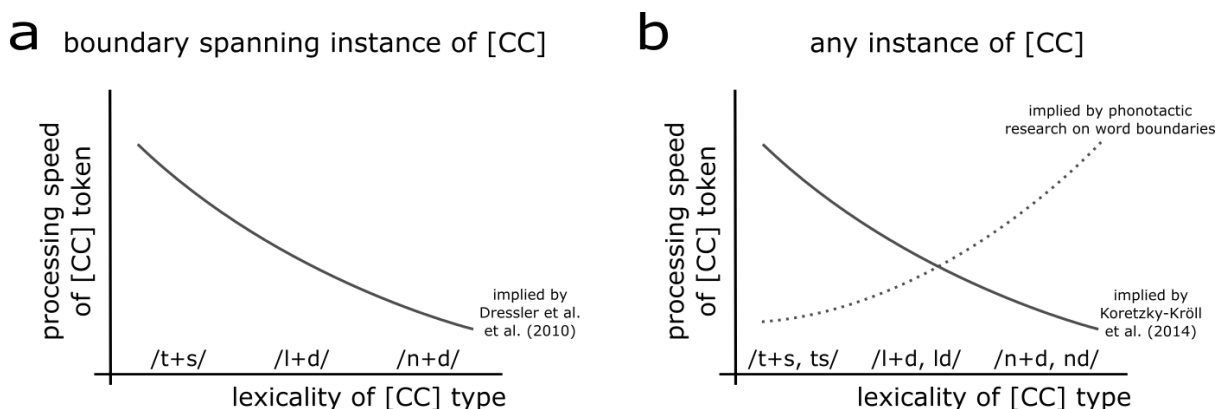 a boundary spanning instance of [CC]
processing speed
of [CC] token
implied by
Dressler et al.
et al. (2010)
/t+s/ /l+d/ /n+d/
lexicality of [CC] type
b any instance of [CC]
processing speed
of [CC] token
implied by phonotactic
research on word boundaries
implied by
Koretzky-Kröll
et al. (2014)
/t+s, ts/ /l+d, ld/ /n+d, nd/
lexicality of [CC] type